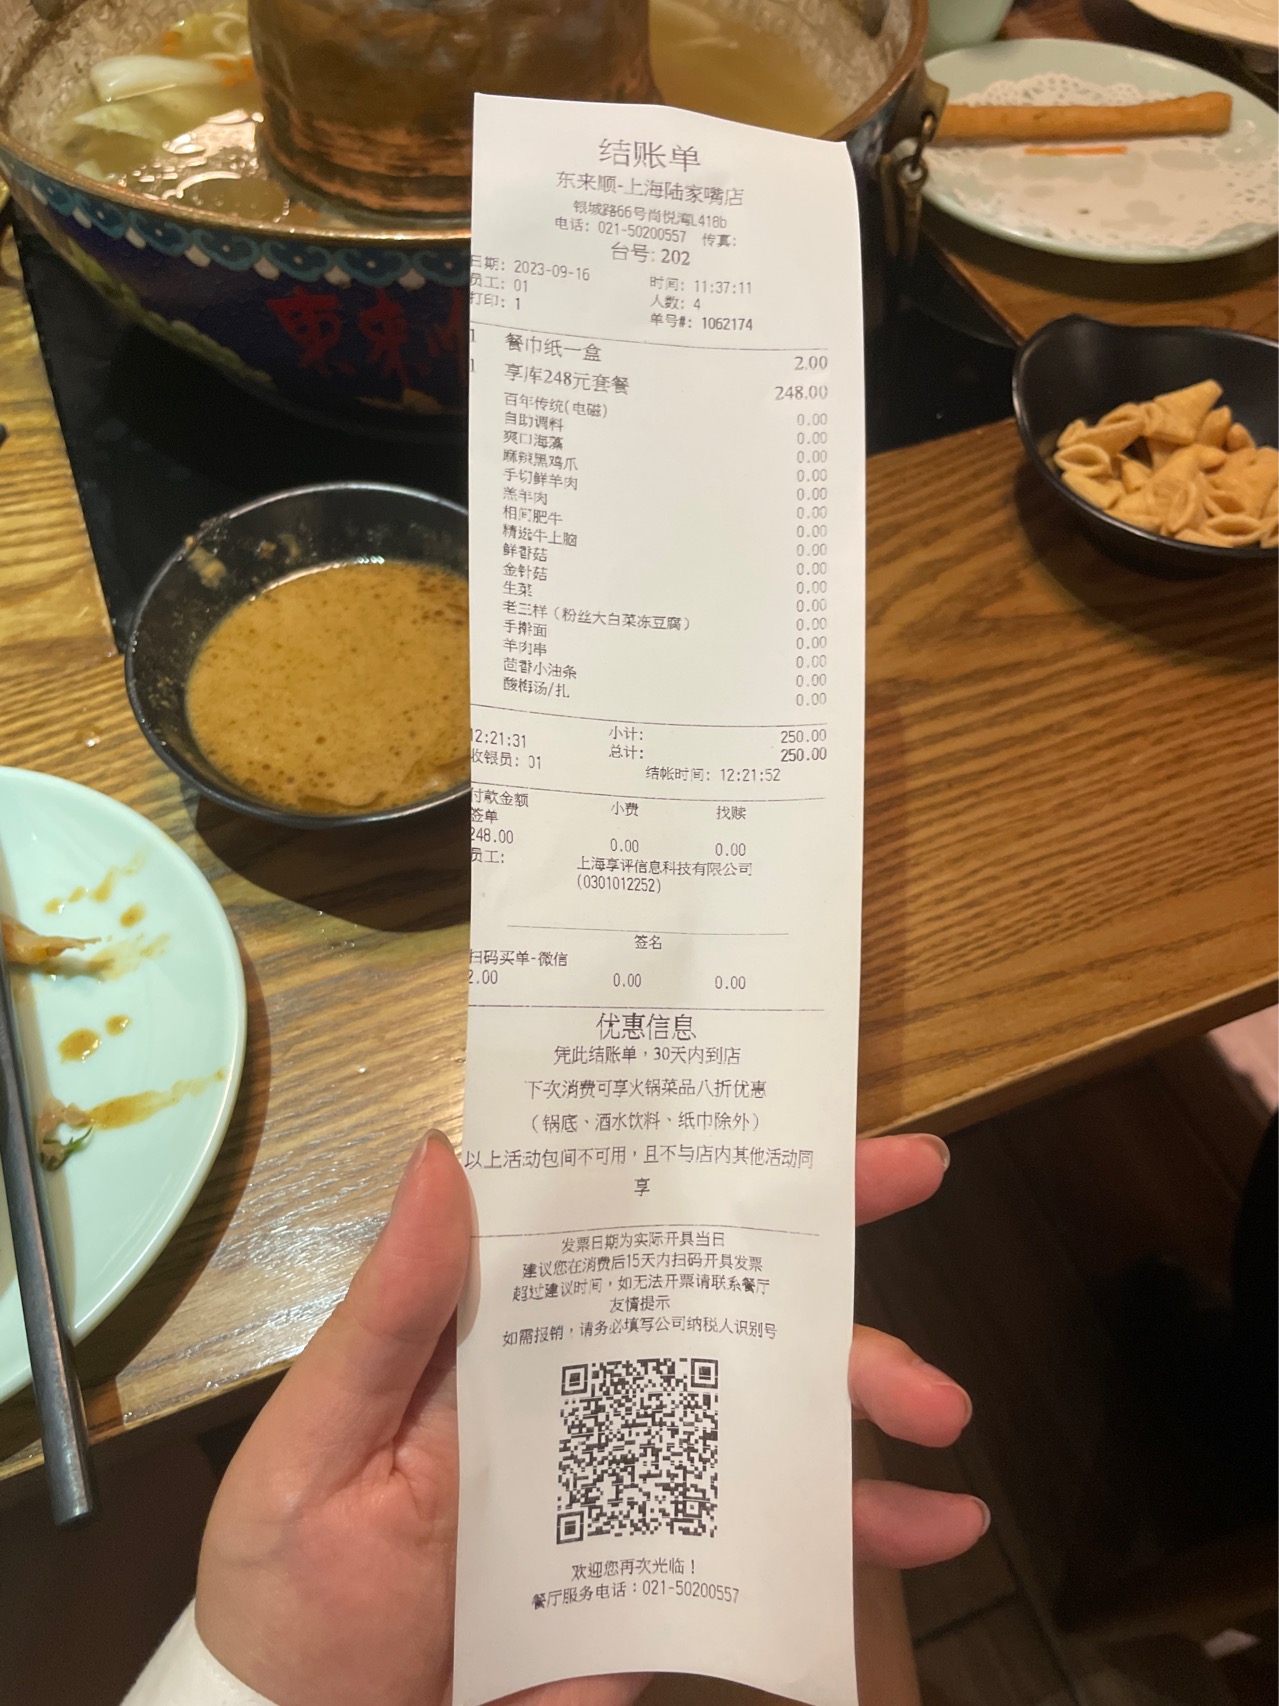 结账单
东来顺-上海陆家嘴店
银城路66号尚悦湾L418b
电话: 021-50200557 传真:
台号: 202
日期: 2023-09-16 时间: 11:37:11
员工: 01 人数: 4
打印: 1 单号#: 1062174
1 餐巾纸一盒 2.00
1 享库248元套餐 248.00
百年传统(电磁) 0.00
自助调料 0.00
爽口海藻 0.00
麻辣黑鸡爪 0.00
手切鲜羊肉 0.00
羔羊肉 0.00
相间肥牛 0.00
精选牛上脑 0.00
鲜香菇 0.00
金针菇 0.00
生菜 0.00
老三样（粉丝大白菜冻豆腐） 0.00
手擀面 0.00
羊肉串 0.00
茴香小油条 0.00
酸梅汤/扎 0.00
小计: 250.00
12:21:31 总计: 250.00
收银员: 01 结帐时间: 12:21:52
付款金额 小费 找赎
签单
248.00 0.00 0.00
员工: 上海享评信息科技有限公司
(0301012252)
签名
扫码买单-微信
2.00 0.00 0.00
优惠信息
凭此结账单，30天内到店
下次消费可享火锅菜品八折优惠
（锅底、酒水饮料、纸巾除外）
以上活动包间不可用，且不与店内其他活动同
享
发票日期为实际开具当日
建议您在消费后15天内扫码开具发票
超过建议时间，如无法开票请联系餐厅
友情提示
如需报销，请务必填写公司纳税人识别号
欢迎您再次光临！
餐厅服务电话：021-50200557
東來順